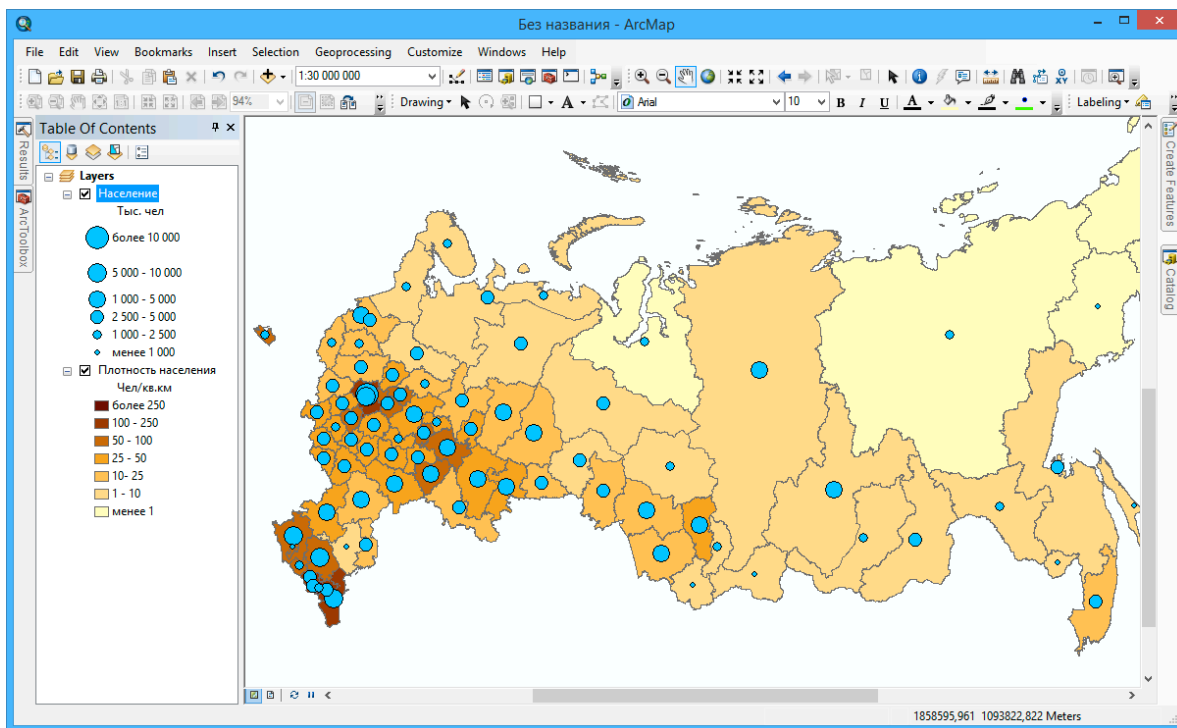 Без названия - ArcMap
File Edit View Bookmarks Insert Selection Geoprocessing Customize Windows Help
1:30 000 000
94% Drawing Arial 10 B I U A Labeling
Table Of Contents
Results
ArcToolbox
Layers
Население
Тыс. чел
более 10 000
5 000 - 10 000
1 000 - 5 000
2 500 - 5 000
1 000 - 2 500
менее 1 000
Плотность населения
Чел/кв.км
более 250
100 - 250
50 - 100
25 - 50
10- 25
1 - 10
менее 1
Create Features
Catalog
1858595,961 1093822,822 Meters